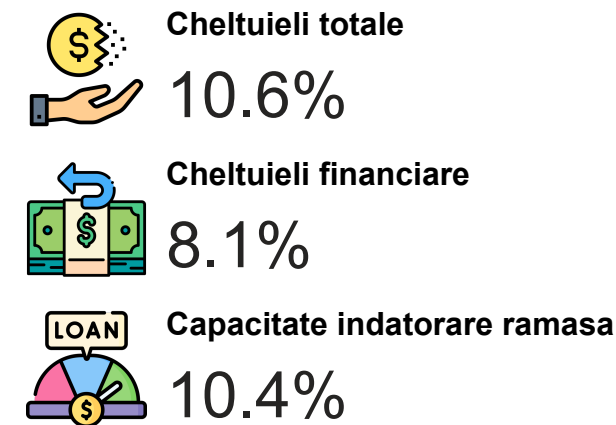 Cheltuieli totale
$
10.6%
Cheltuieli financiare
$
8.1%
Capacitate indatorare ramasa
LOAN
10.4%
$